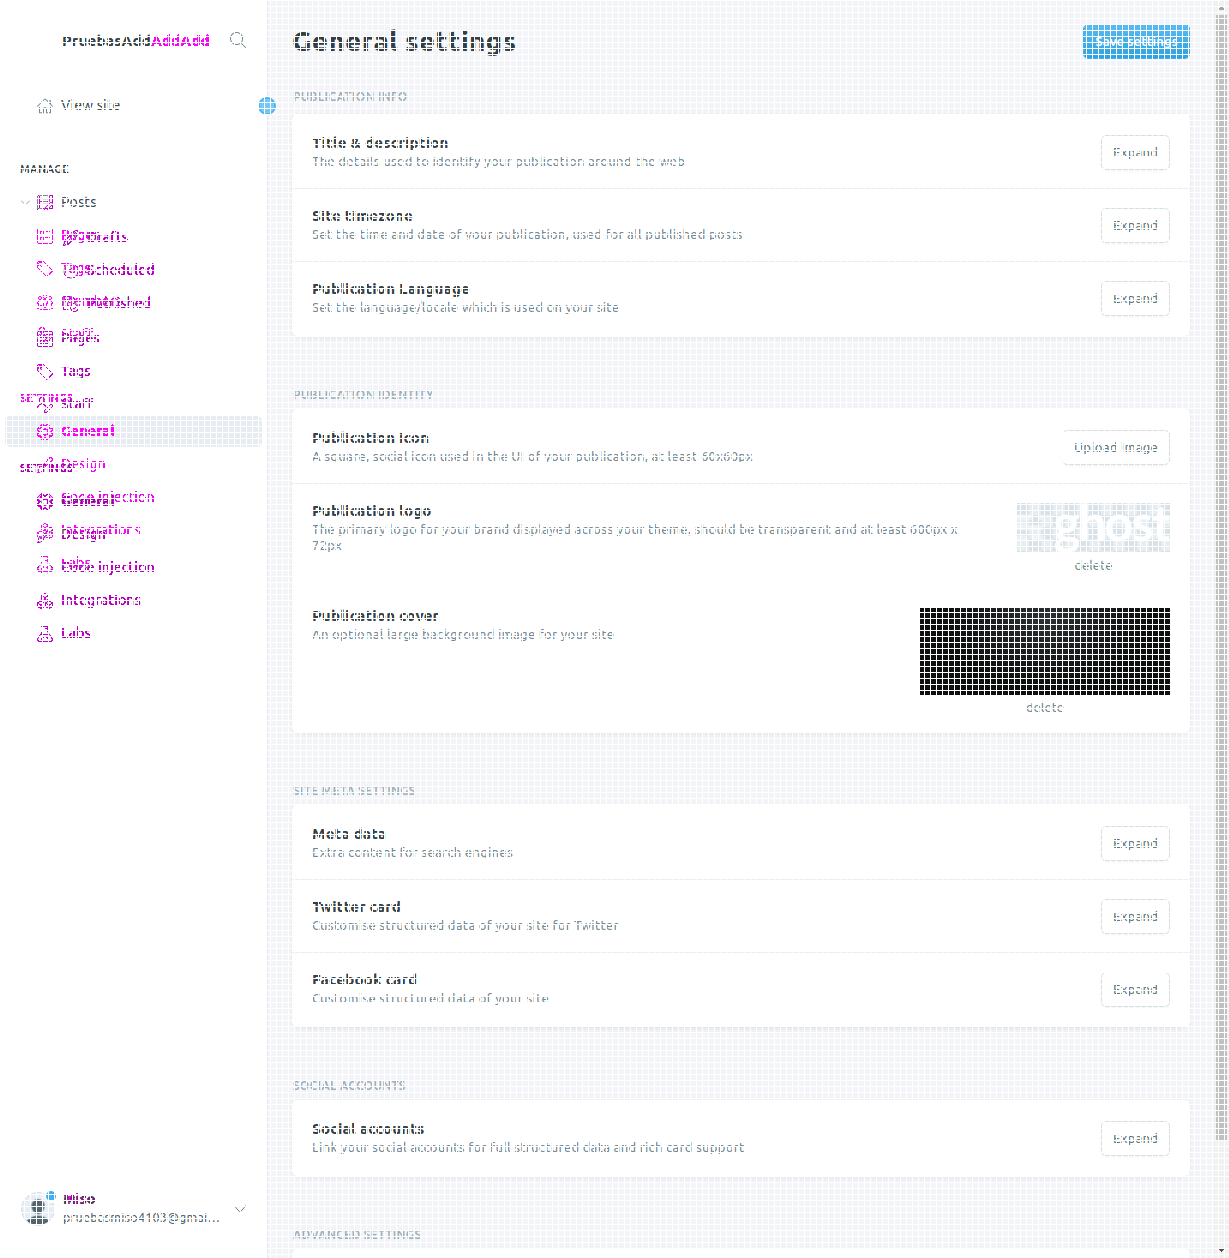 PruebasAddAddAdd
View site
MANAGE
Posts
Drafts
Scheduled
Published
Pages
Tags
Staff
SETTINGS
General
Design
SETTINGS
Code injection
General
Integrations
Design
Labs
Code injection
Integrations
Labs
Miso
pruebasmiso4103@gmai...
General settings
Save settings
PUBLICATION INFO
Title & description
The details used to identify your publication around the web
Expand
Site timezone
Set the time and date of your publication, used for all published posts
Expand
Publication Language
Set the language/locale which is used on your site
Expand
PUBLICATION IDENTITY
Publication icon
A square, social icon used in the UI of your publication, at least 60x60px
Upload image
Publication logo
The primary logo for your brand displayed across your theme, should be transparent and at least 600px x
72px
ghost
delete
Publication cover
An optional large background image for your site
delete
SITE META SETTINGS
Meta data
Extra content for search engines
Expand
Twitter card
Customise structured data of your site for Twitter
Expand
Facebook card
Customise structured data of your site
Expand
SOCIAL ACCOUNTS
Social accounts
Link your social accounts for full structured data and rich card support
Expand
ADVANCED SETTINGS